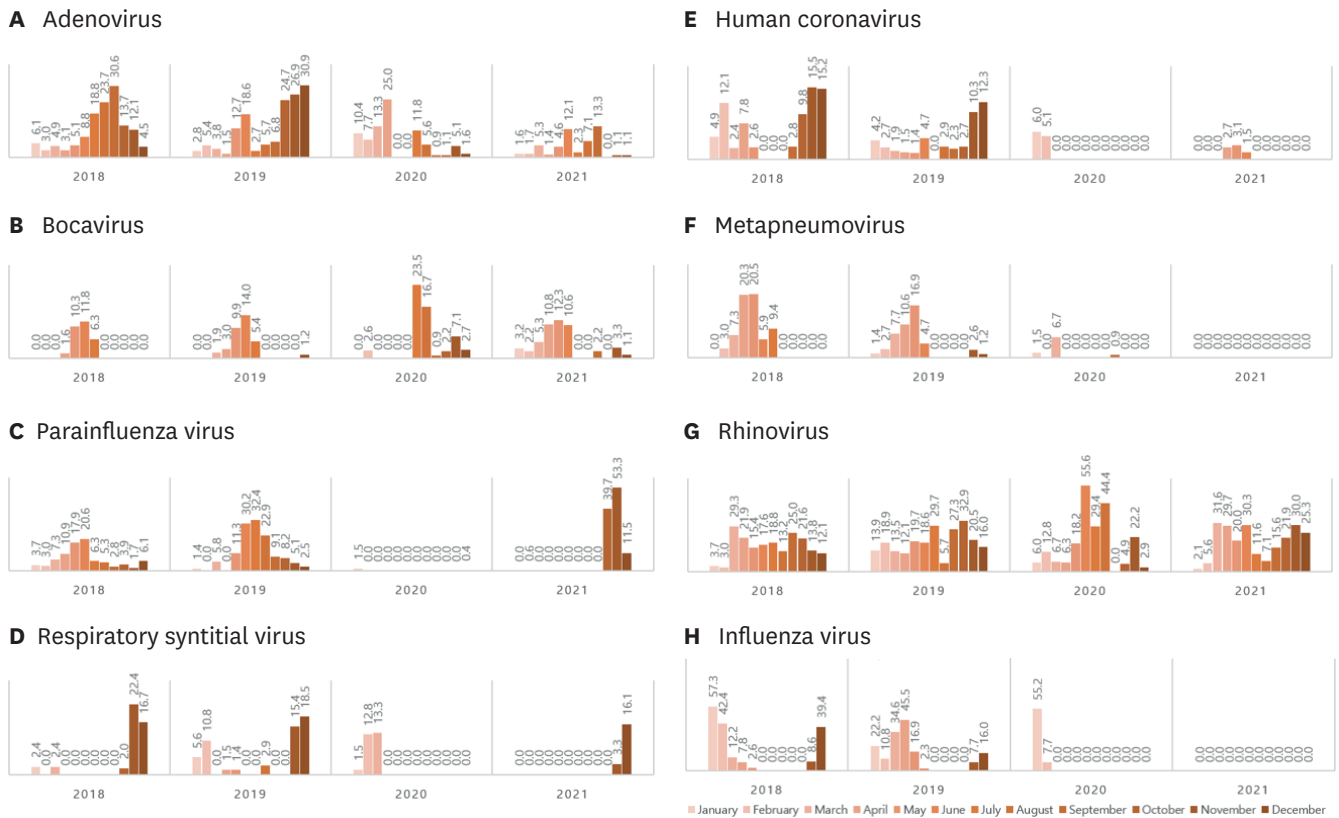 A Adenovirus
6.1 3.0 4.9 3.1 5.1 8.8 18.8 23.7 30.6 13.7 12.1 4.5
2.8 5.4 3.8 1.5 12.7 18.6 2.7 5.7 6.8 24.7 26.9 30.9
10.4 7.7 13.3 25.0 0.0 0.0 11.8 5.6 0.9 1.1 5.1 1.6
1.6 1.7 5.3 1.4 4.6 12.1 2.3 7.1 13.3 0.0 1.1 1.1
2018 2019 2020 2021
B Bocavirus
0.0 0.0 0.0 1.6 10.3 11.8 6.3 0.0 0.0 0.0 0.0 0.0
0.0 0.0 1.9 3.0 9.9 14.0 5.4 0.0 0.0 0.0 0.0 1.2
0.0 2.6 0.0 0.0 0.0 0.0 23.5 16.7 0.9 2.2 7.1 2.7
3.2 2.2 5.3 10.8 12.3 10.6 0.0 0.0 2.2 0.0 3.3 1.1
2018 2019 2020 2021
C Parainfluenza virus
3.7 3.0 7.3 10.9 17.9 20.6 6.3 5.3 2.8 3.9 1.7 6.1
1.4 0.0 5.8 0.0 11.3 30.2 32.4 22.9 9.1 8.2 5.1 2.5
1.5 0.0 0.0 0.0 0.0 0.0 0.0 0.0 0.0 0.0 0.0 0.4
0.0 0.6 0.0 0.0 0.0 0.0 0.0 0.0 0.0 39.7 53.3 11.5
2018 2019 2020 2021
D Respiratory syntitial virus
2.4 0.0 2.4 0.0 0.0 0.0 0.0 0.0 0.0 2.0 22.4 16.7
5.6 10.8 0.0 1.5 1.4 0.0 0.0 2.9 0.0 0.0 15.4 18.5
1.5 12.8 13.3 0.0 0.0 0.0 0.0 0.0 0.0 0.0 0.0 0.0
0.0 0.0 0.0 0.0 0.0 0.0 0.0 0.0 0.0 0.0 3.3 16.1
2018 2019 2020 2021
E Human coronavirus
4.9 12.1 2.4 7.8 2.6 0.0 0.0 0.0 2.8 9.8 15.5 15.2
4.2 2.7 1.9 1.5 1.4 4.7 0.0 2.9 2.3 2.7 10.3 12.3
6.0 5.1 0.0 0.0 0.0 0.0 0.0 0.0 0.0 0.0 0.0 0.0
0.0 0.0 0.0 2.7 3.1 1.5 0.0 0.0 0.0 0.0 0.0 0.0
2018 2019 2020 2021
F Metapneumovirus
0.0 3.0 7.3 20.3 20.5 5.9 9.4 0.0 0.0 0.0 0.0 0.0
1.4 2.7 7.7 10.6 16.9 4.7 0.0 0.0 0.0 0.0 2.6 1.2
1.5 0.0 6.7 0.0 0.0 0.0 0.0 0.0 0.9 0.0 0.0 0.0
0.0 0.0 0.0 0.0 0.0 0.0 0.0 0.0 0.0 0.0 0.0 0.0
2018 2019 2020 2021
G Rhinovirus
3.7 3.0 29.3 21.9 15.4 17.6 18.8 13.2 25.0 21.6 13.8 12.1
13.9 18.9 13.5 12.1 19.7 18.6 29.7 5.7 27.3 32.9 20.5 16.0
6.0 12.8 6.7 6.3 18.2 55.6 29.4 44.4 0.0 4.9 22.2 2.9
2.1 5.6 31.6 29.7 20.0 30.3 11.6 7.1 15.6 21.9 30.0 25.3
2018 2019 2020 2021
H Influenza virus
57.3 42.4 12.2 7.8 2.6 0.0 0.0 0.0 0.0 0.0 8.6 39.4
22.2 10.8 34.6 45.5 16.9 2.3 0.0 0.0 0.0 0.0 7.7 16.0
55.2 7.7 0.0 0.0 0.0 0.0 0.0 0.0 0.0 0.0 0.0 0.0
0.0 0.0 0.0 0.0 0.0 0.0 0.0 0.0 0.0 0.0 0.0 0.0
2018 2019 2020 2021
January February March April May June July August September October November December